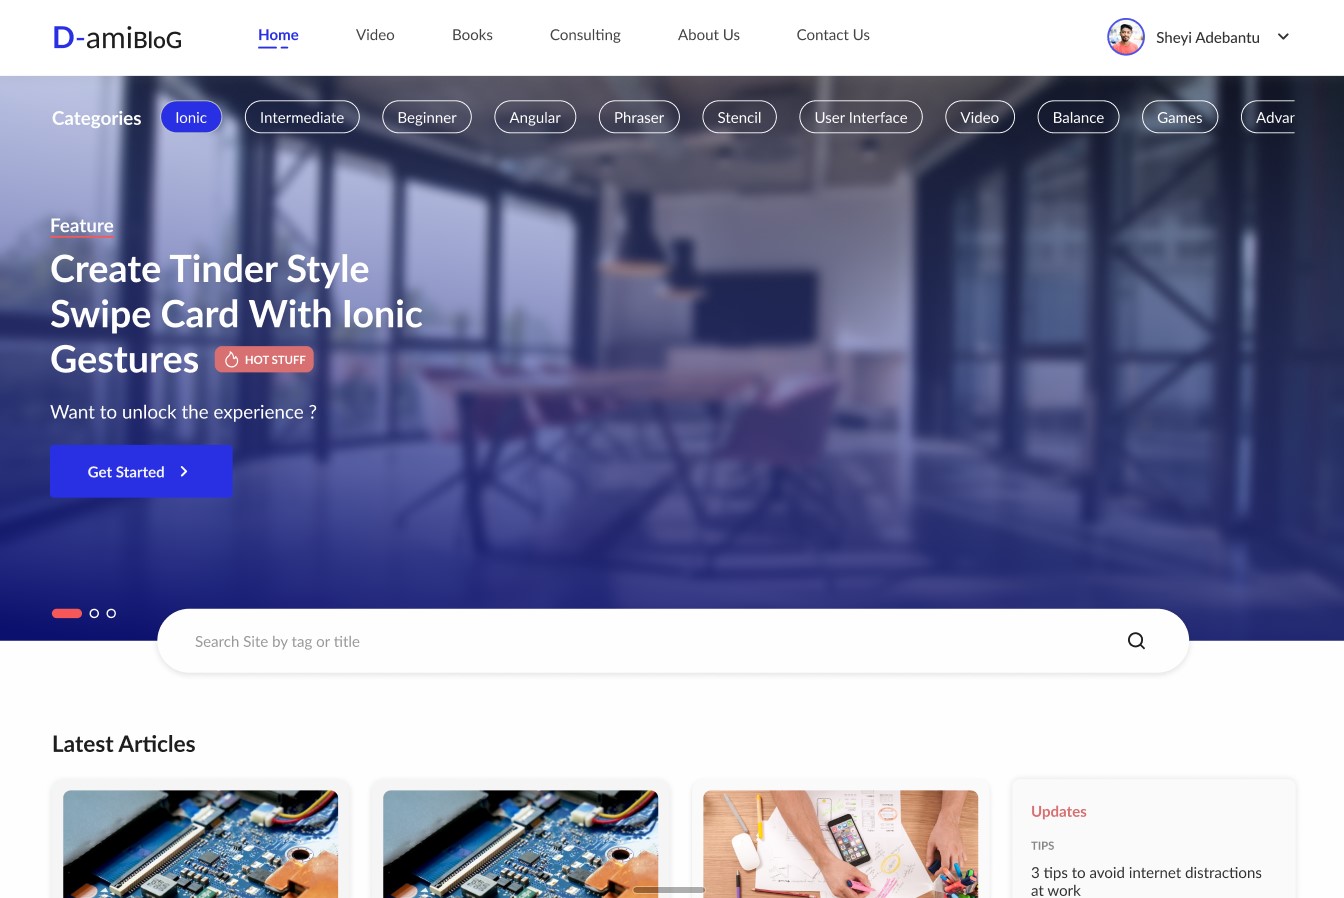 D-amiBloG
Home
Video
Books
Consulting
About Us
Contact Us
Sheyi Adebantu
Categories
Ionic
Intermediate
Beginner
Angular
Phraser
Stencil
User Interface
Video
Balance
Games
Advan
Feature
Create Tinder Style
Swipe Card With Ionic
Gestures
HOT STUFF
Want to unlock the experience ?
Get Started
Search Site by tag or title
Latest Articles
Updates
TIPS
3 tips to avoid internet distractions
at work